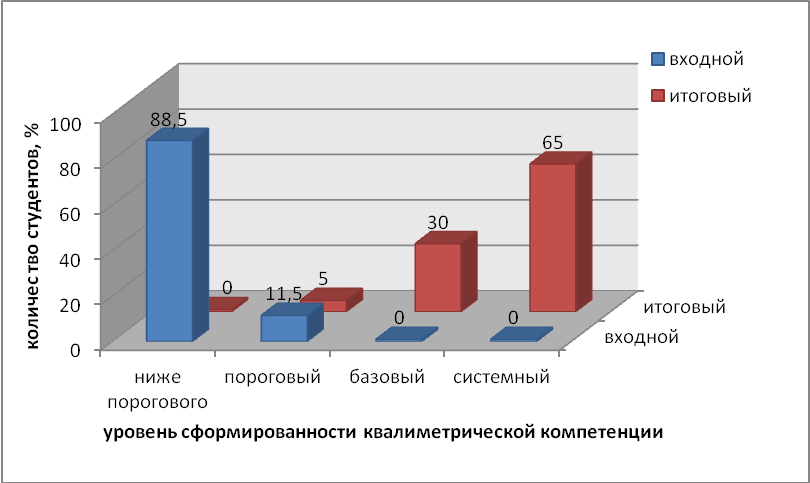 входной
итоговый
количество студентов, %
100
80
60
40
20
0
88,5
11,5
0
0
0
5
30
65
итоговый
входной
ниже
порогового
пороговый
базовый
системный
уровень сформированности квалиметрической компетенции